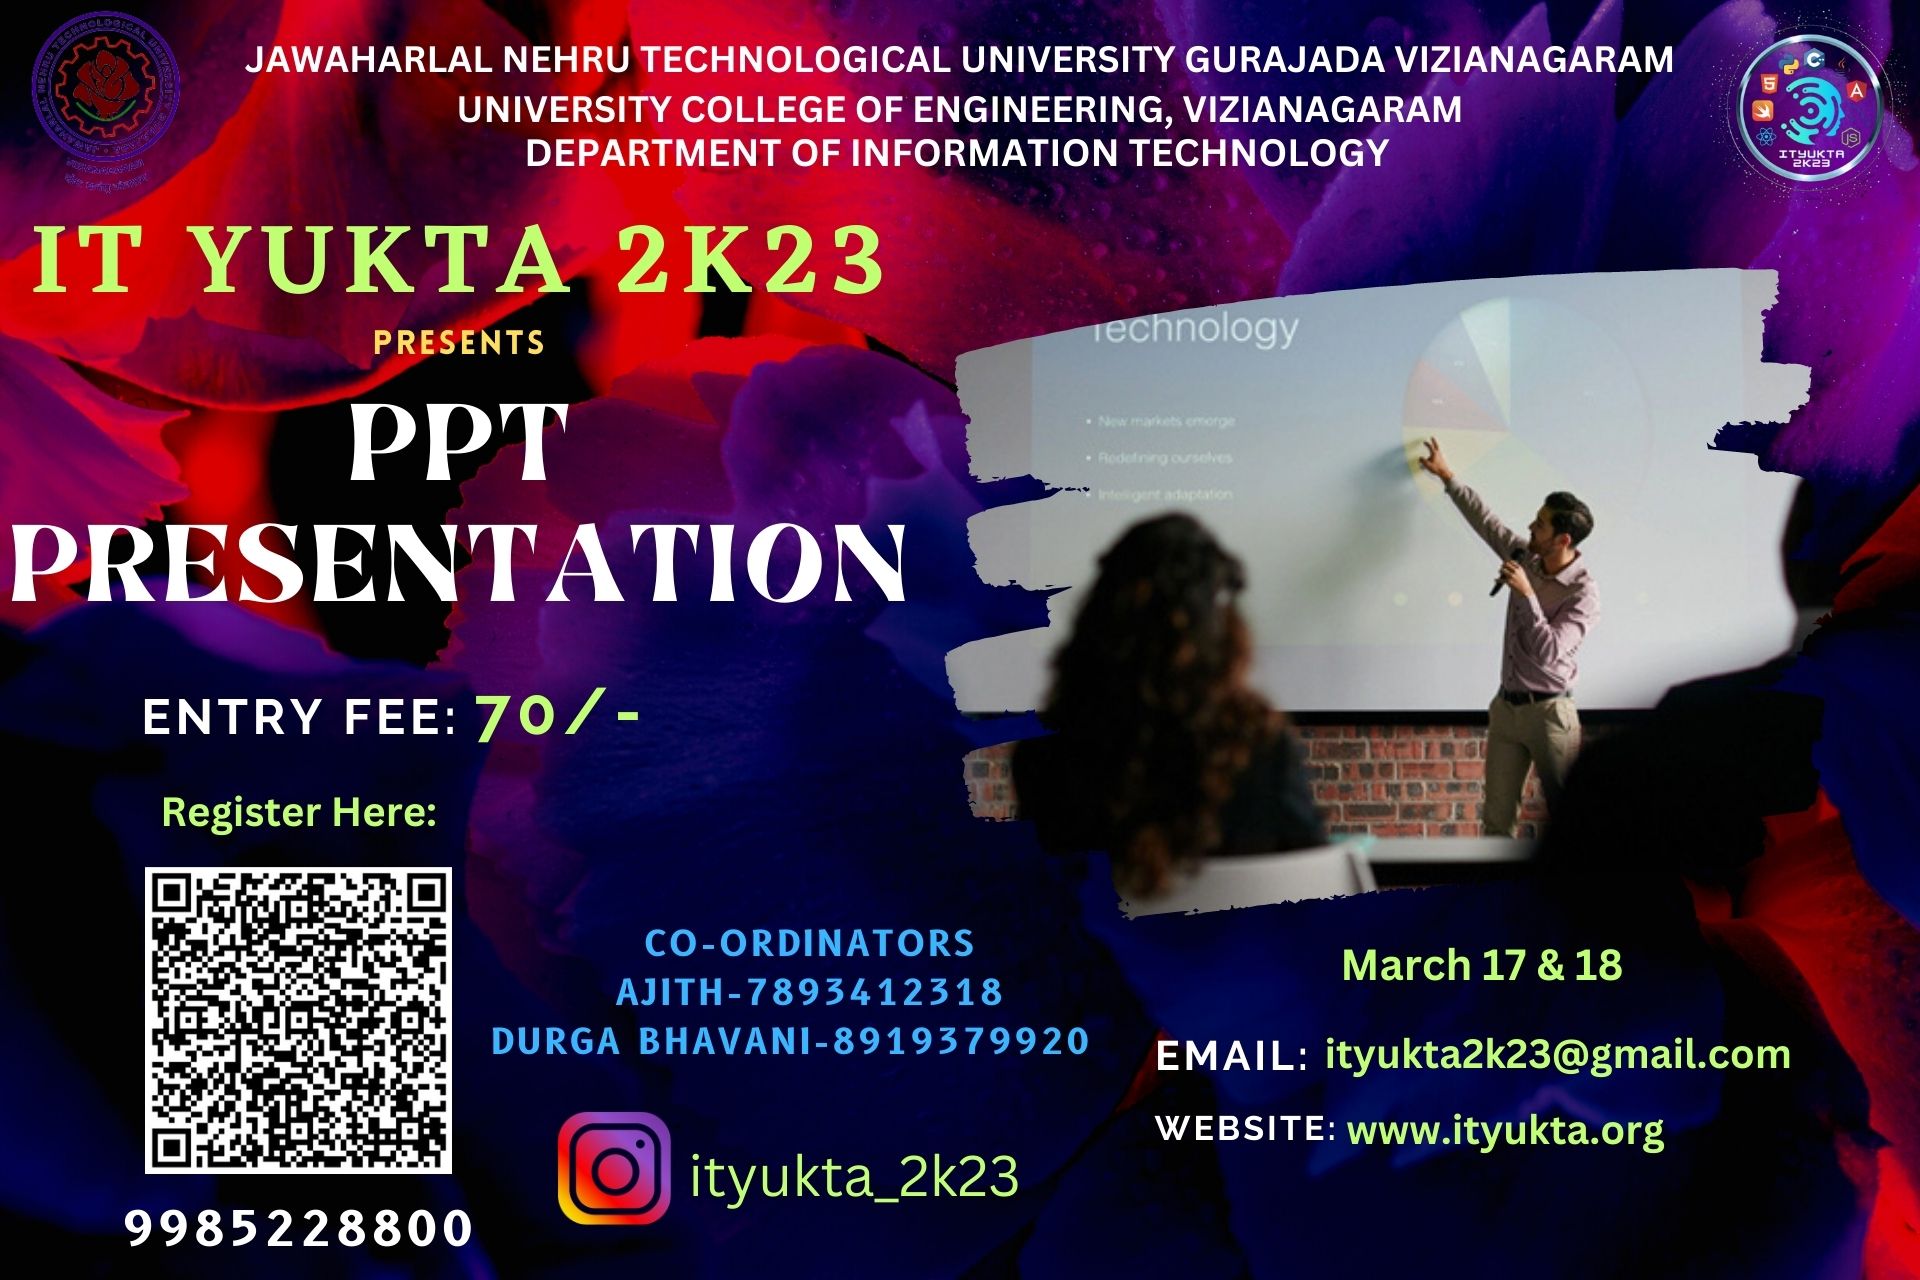 JAWAHARLAL NEHRU TECHNOLOGICAL UNIVERSITY GURAJADA VIZIANAGARAM
UNIVERSITY COLLEGE OF ENGINEERING, VIZIANAGARAM
DEPARTMENT OF INFORMATION TECHNOLOGY
ITYUKTA
2K23
IT YUKTA 2K23
PRESENTS
PPT
PRESENTATION
Technology
• New markets emerge
• Redefining ourselves
• Intelligent adaptation
ENTRY FEE: 70/-
Register Here:
9985228800
CO-ORDINATORS
AJITH-7893412318
DURGA BHAVANI-8919379920
ityukta_2k23
March 17 & 18
EMAIL: ityukta2k23@gmail.com
WEBSITE: www.ityukta.org